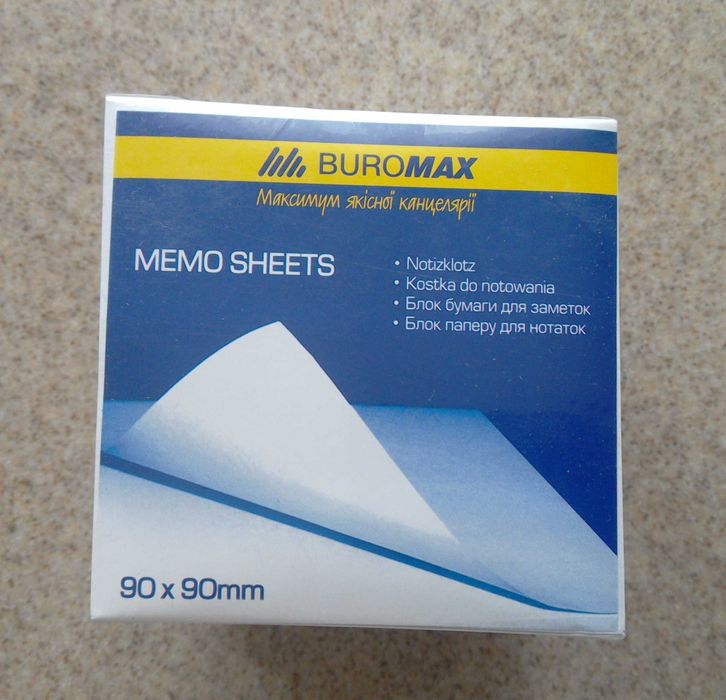 BUROMAX
Максимум якісної канцелярії
MEMO SHEETS
• Notizklotz
• Kostka do notowania
• Блок бумаги для заметок
• Блок паперу для нотаток
90 x 90mm